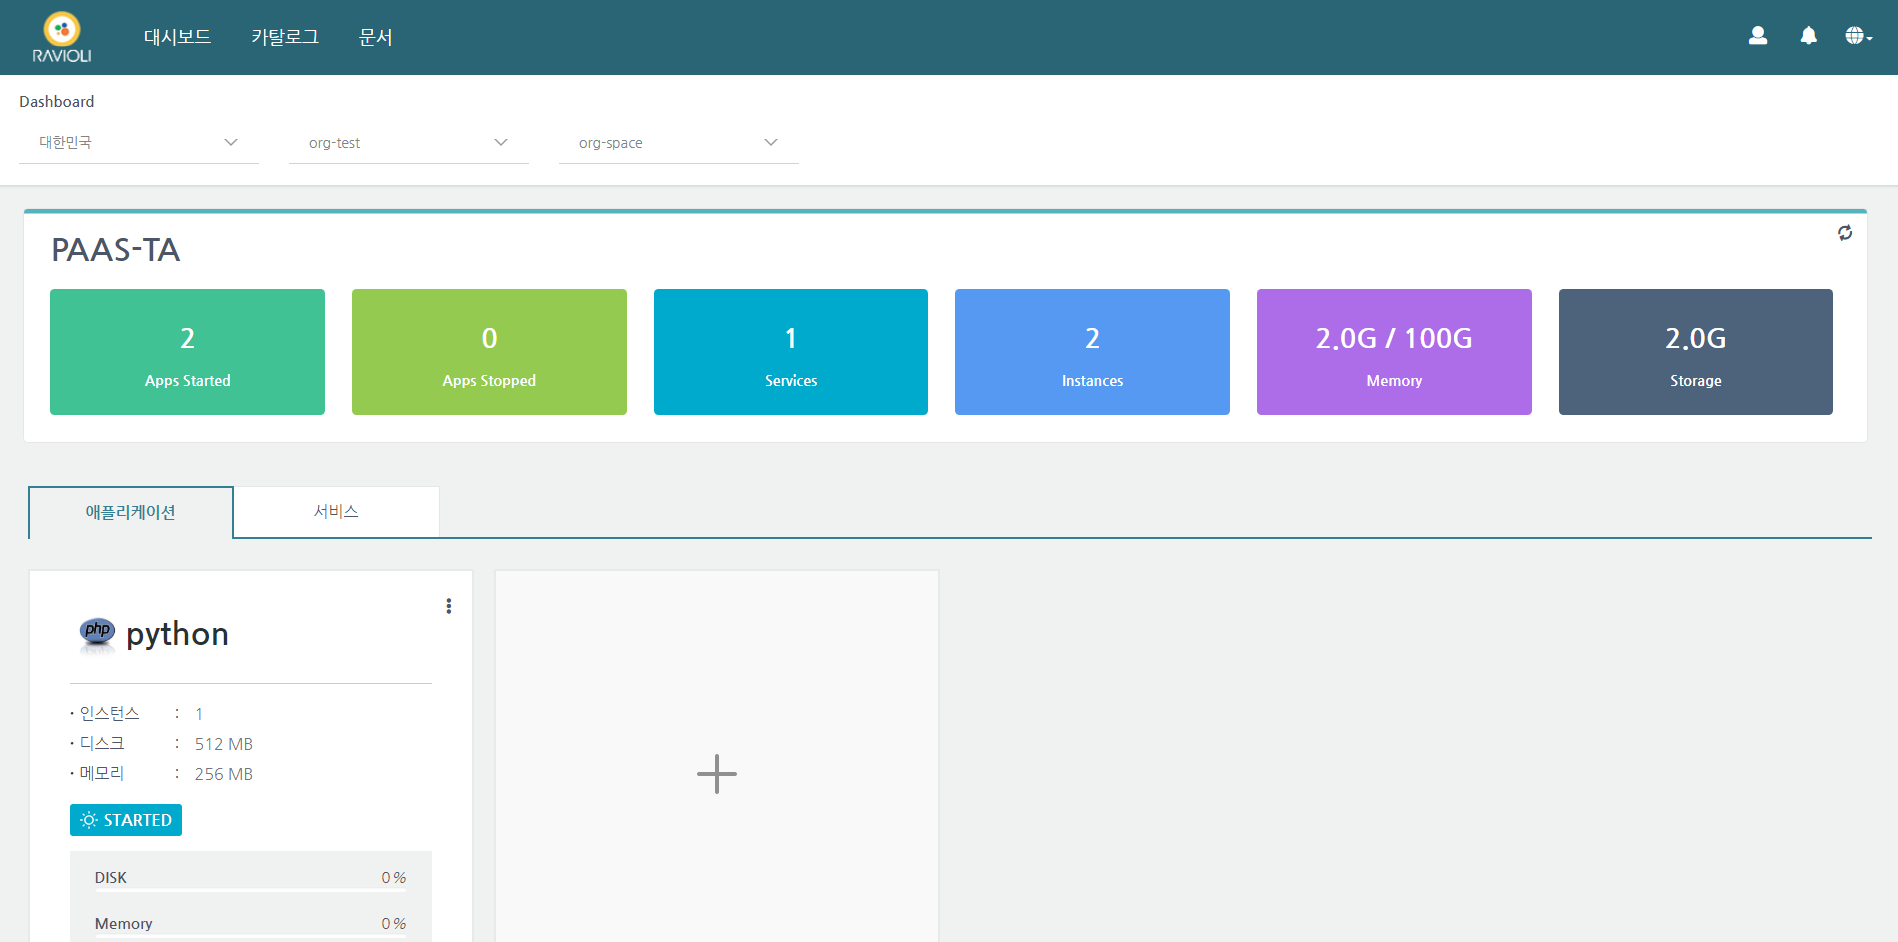 RAVIOLI
대시보드 카탈로그 문서
Dashboard
대한민국 org-test org-space
PAAS-TA
2 0 1 2 2.0G / 100G 2.0G
Apps Started Apps Stopped Services Instances Memory Storage
애플리케이션 서비스
php python
· 인스턴스 : 1
· 디스크 : 512 MB
· 메모리 : 256 MB
STARTED
DISK 0 %
Memory 0 %